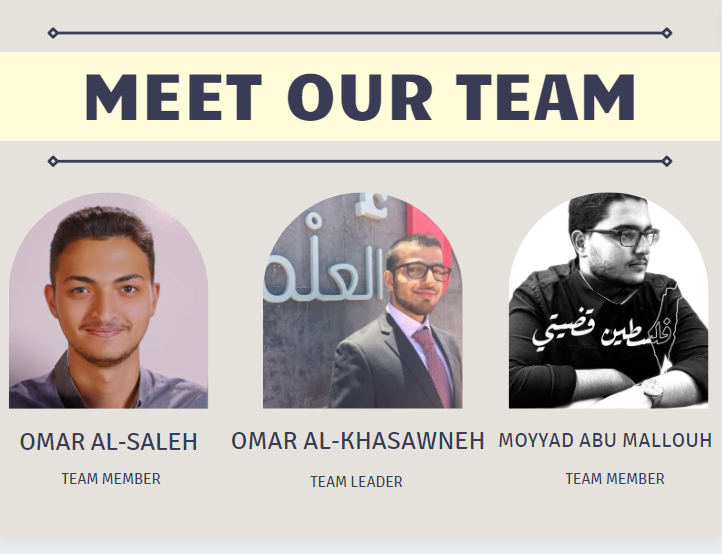 MEET OUR TEAM
العلم
فلسطين قضيتي
OMAR AL-SALEH
OMAR AL-KHASAWNEH
MOYYAD ABU MALLOUH
TEAM MEMBER
TEAM LEADER
TEAM MEMBER